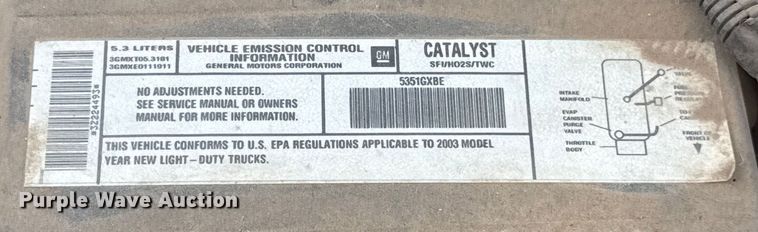 5.3 LITERS
3GMXT05.3181
3GMXE0111911
VEHICLE EMISSION CONTROL
INFORMATION
GENERAL MOTORS CORPORATION
GM
CATALYST
SFI/HO2S/TWC
NO ADJUSTMENTS NEEDED.
SEE SERVICE MANUAL OR OWNERS
MANUAL FOR MORE INFORMATION.
5351GXBE
THIS VEHICLE CONFORMS TO U.S. EPA REGULATIONS APPLICABLE TO 2003 MODEL
YEAR NEW LIGHT-DUTY TRUCKS.
INTAKE
MANIFOLD
EVAP
CANISTER
PURGE
VALVE
THROTTLE
BODY
VALVE
FUEL
FRONT OF
VEHICLE
Purple Wave Auction